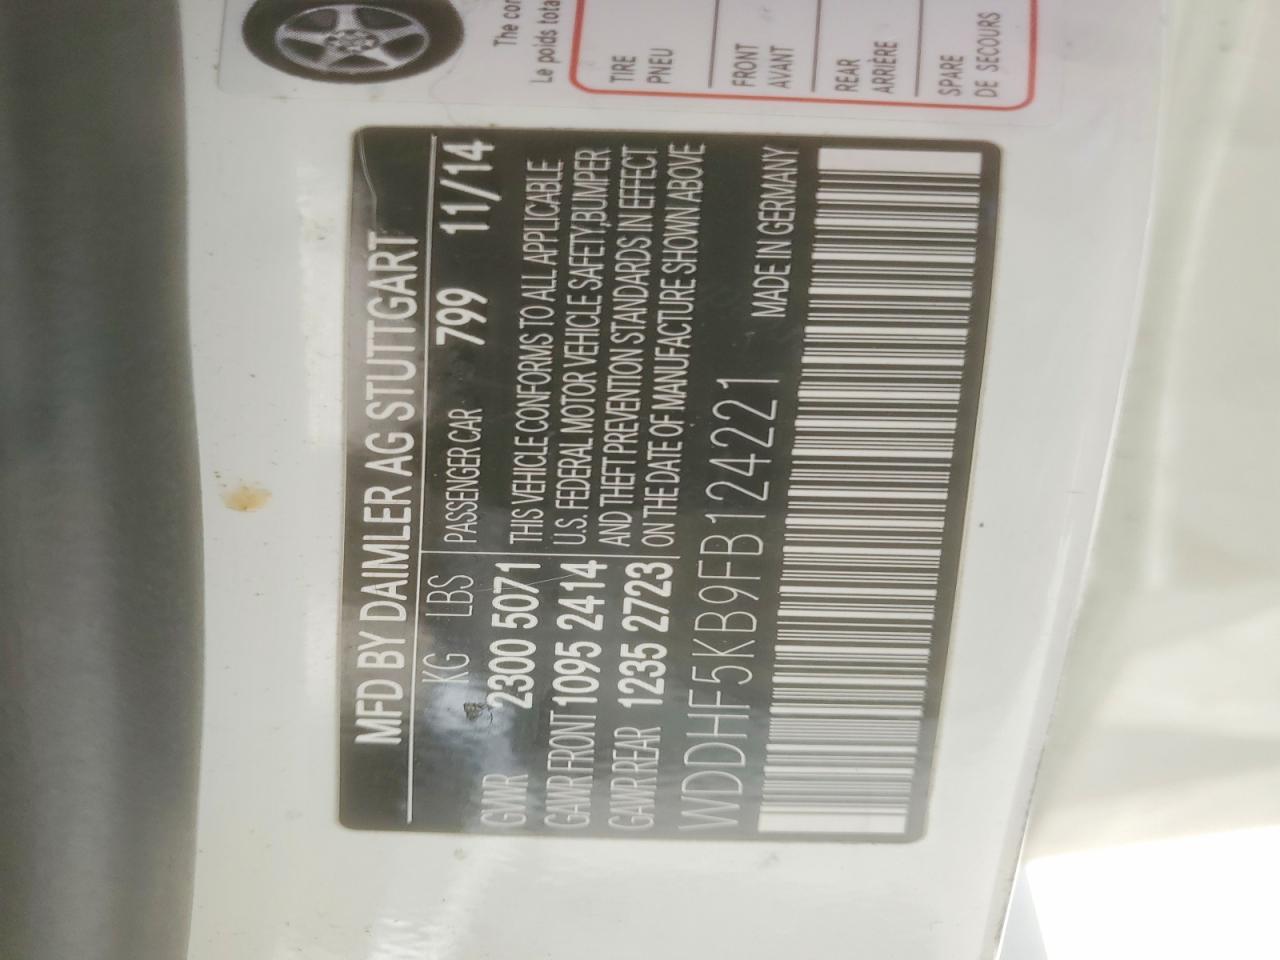 MFD BY DAIMLER AG STUTTGART
KG LBS PASSENGER CAR 799 11/14
GVWR 2300 5071 THIS VEHICLE CONFORMS TO ALL APPLICABLE
U.S. FEDERAL MOTOR VEHICLE SAFETY,BUMPER
GAWR FRONT 1095 2414 AND THEFT PREVENTION STANDARDS IN EFFECT
GAWR REAR 1235 2723 ON THE DATE OF MANUFACTURE SHOWN ABOVE
WDDHF5KB9FB124221 MADE IN GERMANY
The
Le poids
TIRE
PNEU
FRONT
AVANT
REAR
ARRIÈRE
SPARE
DE SECOURS